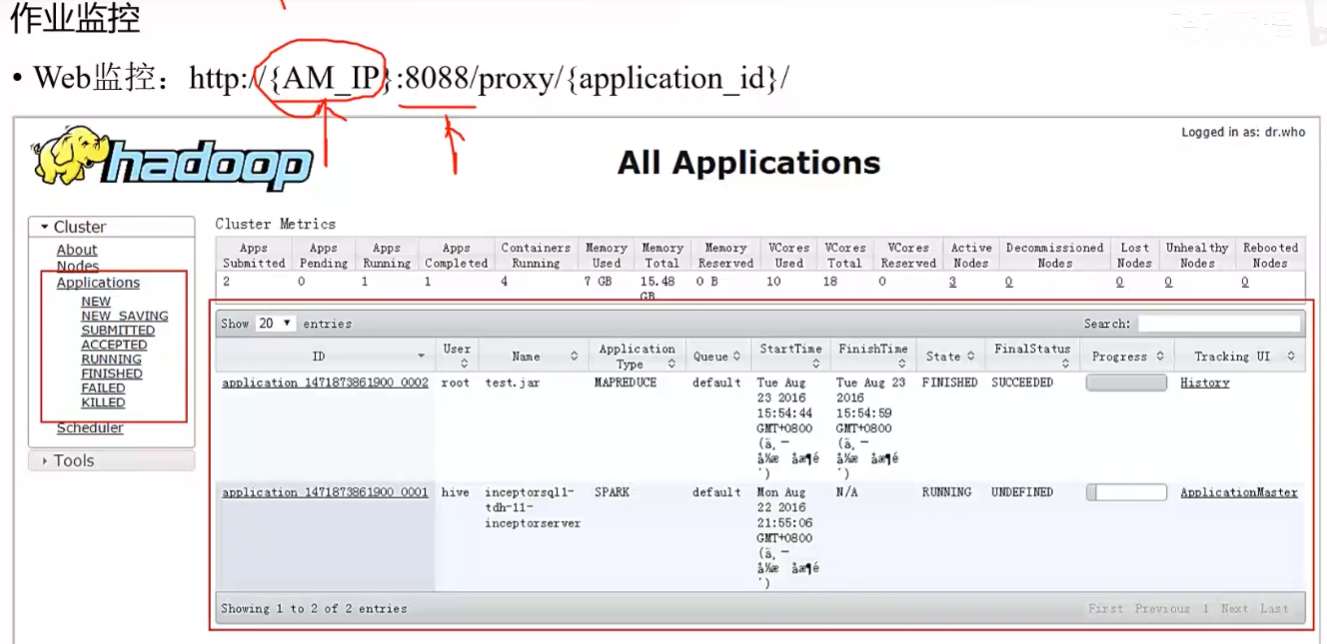 作业监控
• Web监控：http://{AM_IP}:8088/proxy/{application_id}/
Logged in as: dr.who
hadoop
All Applications
Cluster
About
Nodes
Applications
NEW
NEW_SAVING
SUBMITTED
ACCEPTED
RUNNING
FINISHED
FAILED
KILLED
Scheduler
Tools
Cluster Metrics
Apps Submitted Apps Pending Apps Running Apps Completed Containers Running Memory Used Memory Total Memory Reserved VCores Used VCores Total VCores Reserved Active Nodes Decommissioned Nodes Lost Nodes Unhealthy Nodes Rebooted Nodes
2 0 1 1 4 7 GB 15.48 GB 0 B 10 18 0 3 0 0 0 0
Show 20 entries Search:
ID User Name Application Type Queue StartTime FinishTime State FinalStatus Progress Tracking UI
application_1471873861900_0002 root test.jar MAPREDUCE default Tue Aug Tue Aug 23 FINISHED SUCCEEDED History
23 2016 2016
15:54:44 15:54:59
GMT+0800 GMT+0800
application_1471873861900_0001 hive inceptorsql1- SPARK default Mon Aug N/A RUNNING UNDEFINED ApplicationMaster
tdh-11- 22 2016
inceptorserver 21:55:06
GMT+0800
Showing 1 to 2 of 2 entries First Previous 1 Next Last